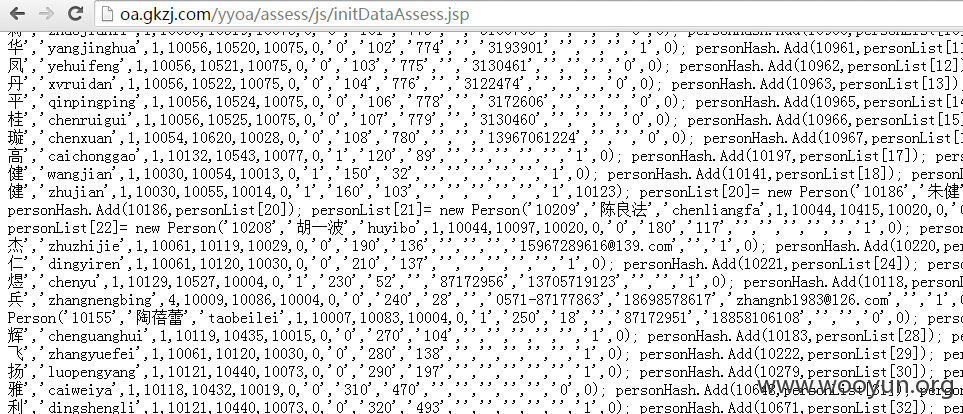 oa.gkzj.com/yyoa/assess/js/initDataAssess.jsp
华','yangjinghua',1,10056,10520,10075,0,'0','102','774','','3193901','','','','','1',0); personHash.Add(10961,personList[11]
凤','yehuifeng',1,10056,10521,10075,0,'0','103','775','','3130461','','','','','0',0); personHash.Add(10962,personList[12])
丹','xvruidan',1,10056,10522,10075,0,'0','104','776','','3122474','','','','','1',0); personHash.Add(10963,personList[13])
平','qinpingping',1,10056,10524,10075,0,'0','106','778','','3172606','','','','','1',0); personHash.Add(10965,personList[14
桂','chenruigui',1,10056,10525,10075,0,'0','107','779','','3130460','','','','','0',0); personHash.Add(10966,personList[15]
璇','chenxuan',1,10054,10620,10028,0,'0','108','780','','','13967061224','','','0',0); personHash.Add(10967,personList[16]
高','caichonggao',1,10132,10543,10077,0,'1','120','89','','','','','','','1',0); personHash.Add(10197,personList[17]);
健','wangjian',1,10030,10054,10013,0,'1','150','32','','','','','','','1',0); personHash.Add(10141,personList[18]);
健','zhujian',1,10030,10055,10014,0,'1','160','103','','','','','','','1',10123); personList[20]= new Person('10186','朱健'
personHash.Add(10186,personList[20]); personList[21]= new Person('10209','陈良法','chenliangfa',1,10044,10415,10020,0,'0
personList[22]= new Person('10208','胡一波','huyibo',1,10044,10097,10020,0,'0','180','117','','','','','','','1',0);
杰','zhuzhijie',1,10061,10119,10029,0,'0','190','136','','','','15967289616@139.com','','','1',0); personHash.Add(10220,
仁','dingyiren',1,10061,10120,10030,0,'0','210','137','','','','','','','1',0); personHash.Add(10221,personList[24]);
煜','chenyu',1,10129,10527,10004,0,'1','230','52','','87172956','13705719123','','','','1',0); personHash.Add(10118,
兵','zhangnengbing',4,10009,10086,10004,0,'0','240','28','','0571-87177863','18698578617','zhangnb1983@126.com','','','1',0
Person('10155','陶蓓蕾','taobeilei',1,10007,10083,10004,0,'1','250','18','','87172951','18858108108','','','','0',0);
辉','chenguanghui',1,10119,10435,10015,0,'0','270','104','','','','','','','1',0); personHash.Add(10183,personList[28]);
飞','zhangyuefei',1,10061,10120,10030,0,'0','280','138','','','','','','','1',0); personHash.Add(10222,personList[29]);
扬','luopengyang',1,10121,10440,10073,0,'0','290','197','','','','','','','1',0); personHash.Add(10279,personList[30]);
雅','caiweiya',1,10118,10432,10019,0,'0','310','470','','','','','','','0',0);
利','dingshengli',1,10121,10440,10073,0,'0','320','493','','','','','','','1',0); personHash.Add(10671,personList[32]
www.wooyun.org